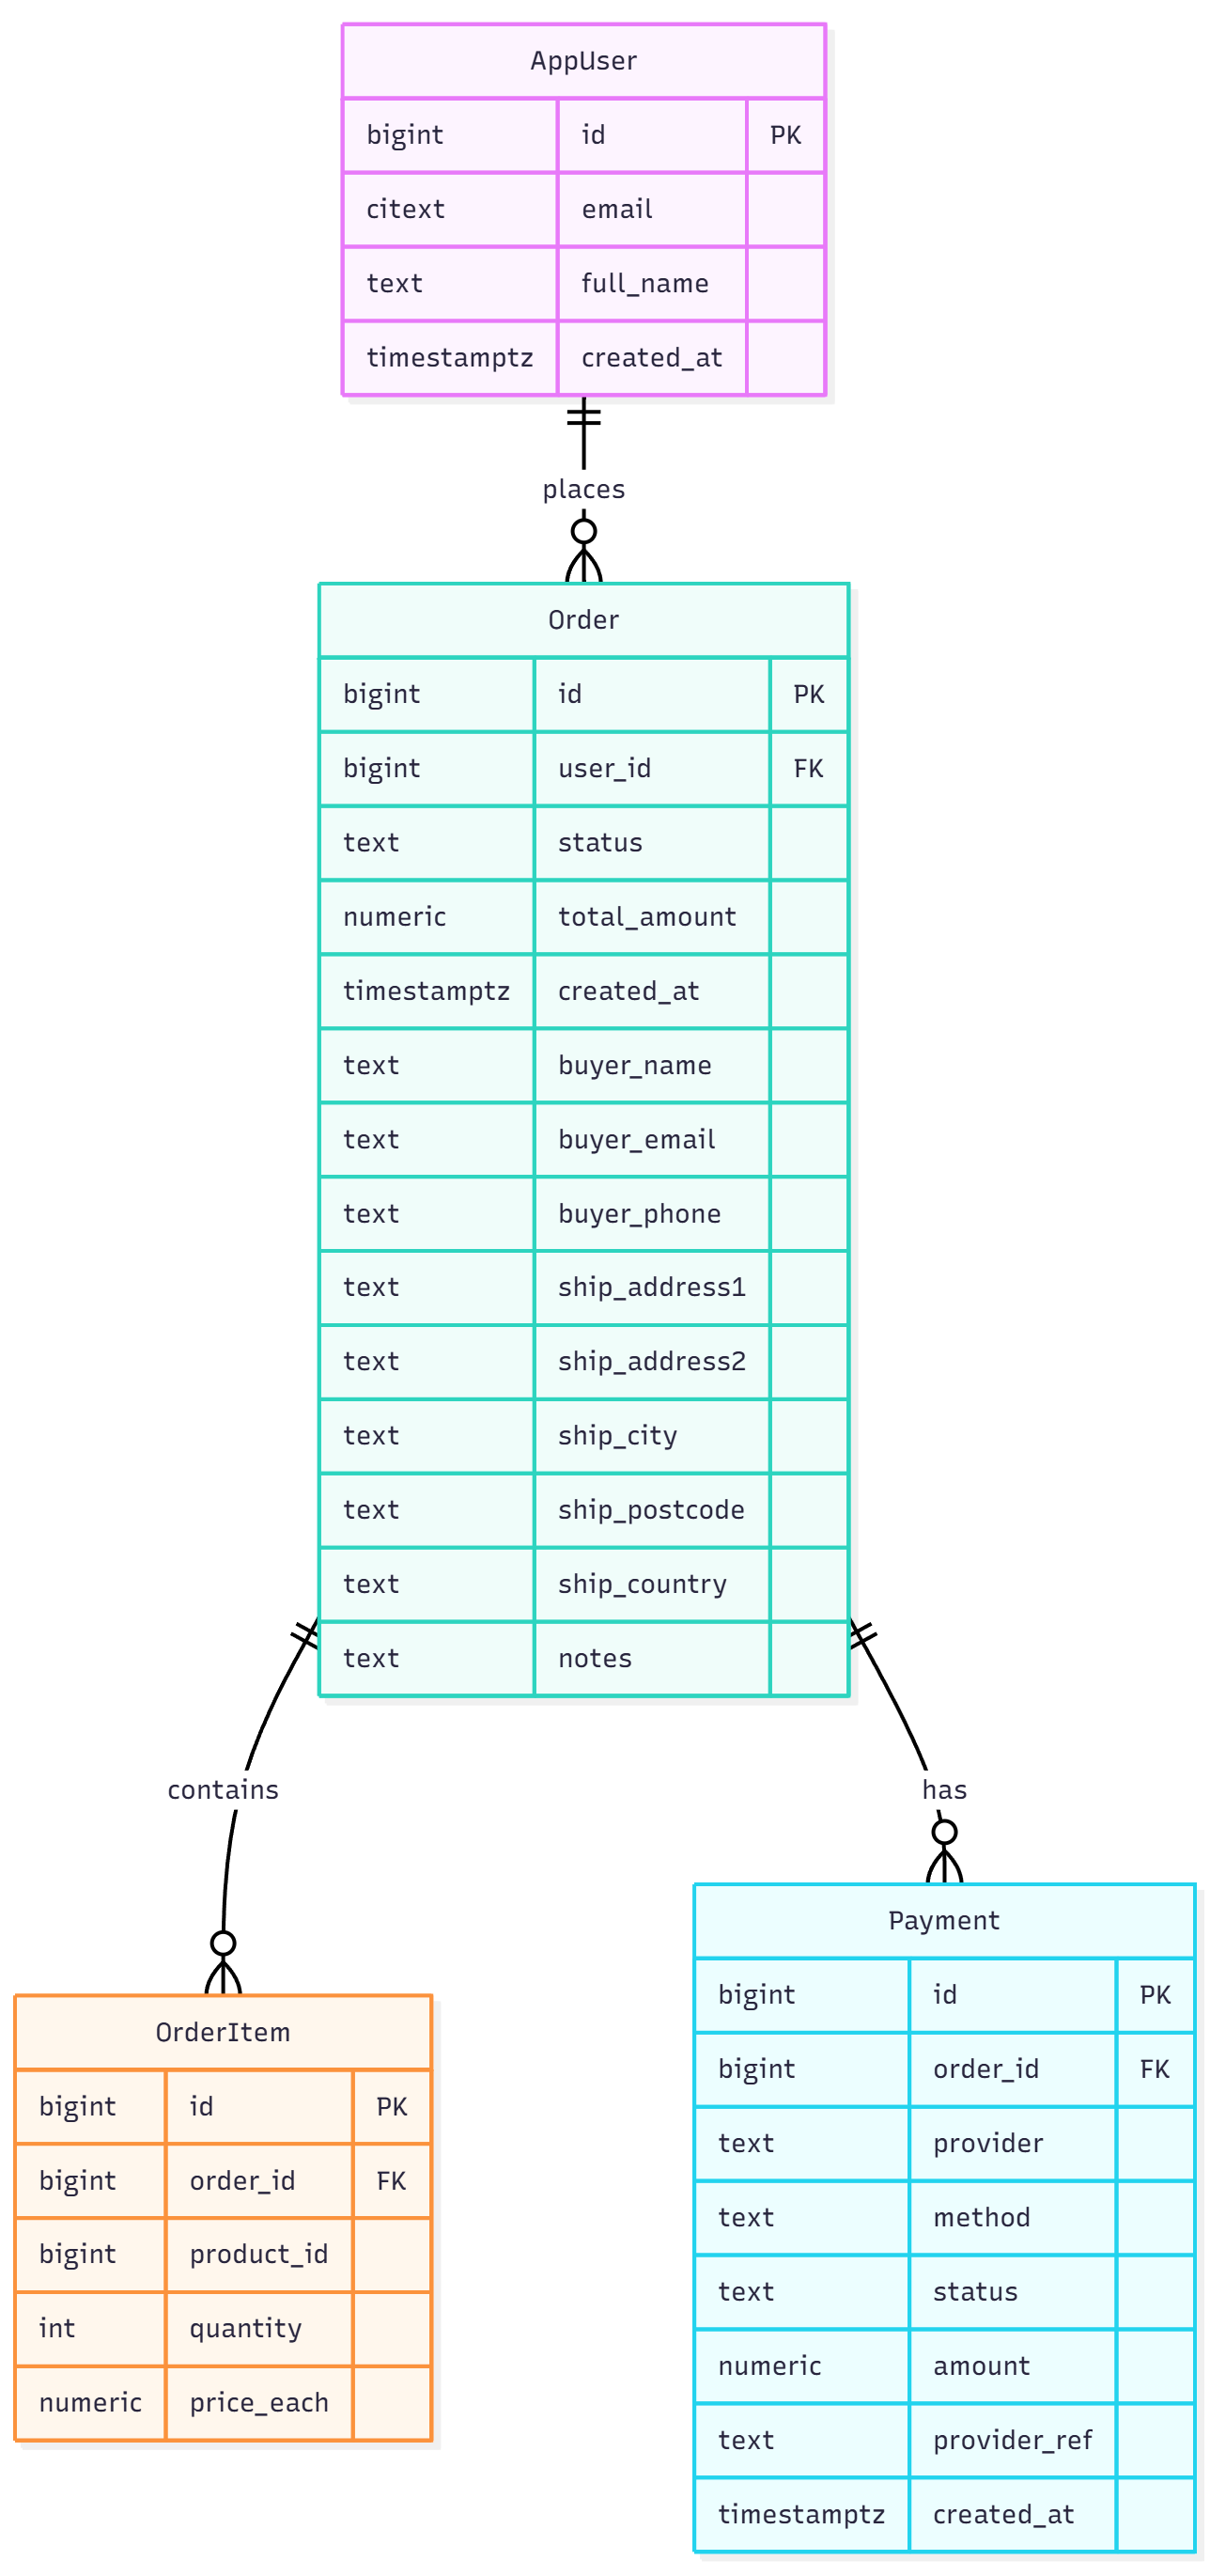 AppUser
bigint id PK
citext email
text full_name
timestamptz created_at
places
Order
bigint id PK
bigint user_id FK
text status
numeric total_amount
timestamptz created_at
text buyer_name
text buyer_email
text buyer_phone
text ship_address1
text ship_address2
text ship_city
text ship_postcode
text ship_country
text notes
contains
has
OrderItem
bigint id PK
bigint order_id FK
bigint product_id
int quantity
numeric price_each
Payment
bigint id PK
bigint order_id FK
text provider
text method
text status
numeric amount
text provider_ref
timestamptz created_at